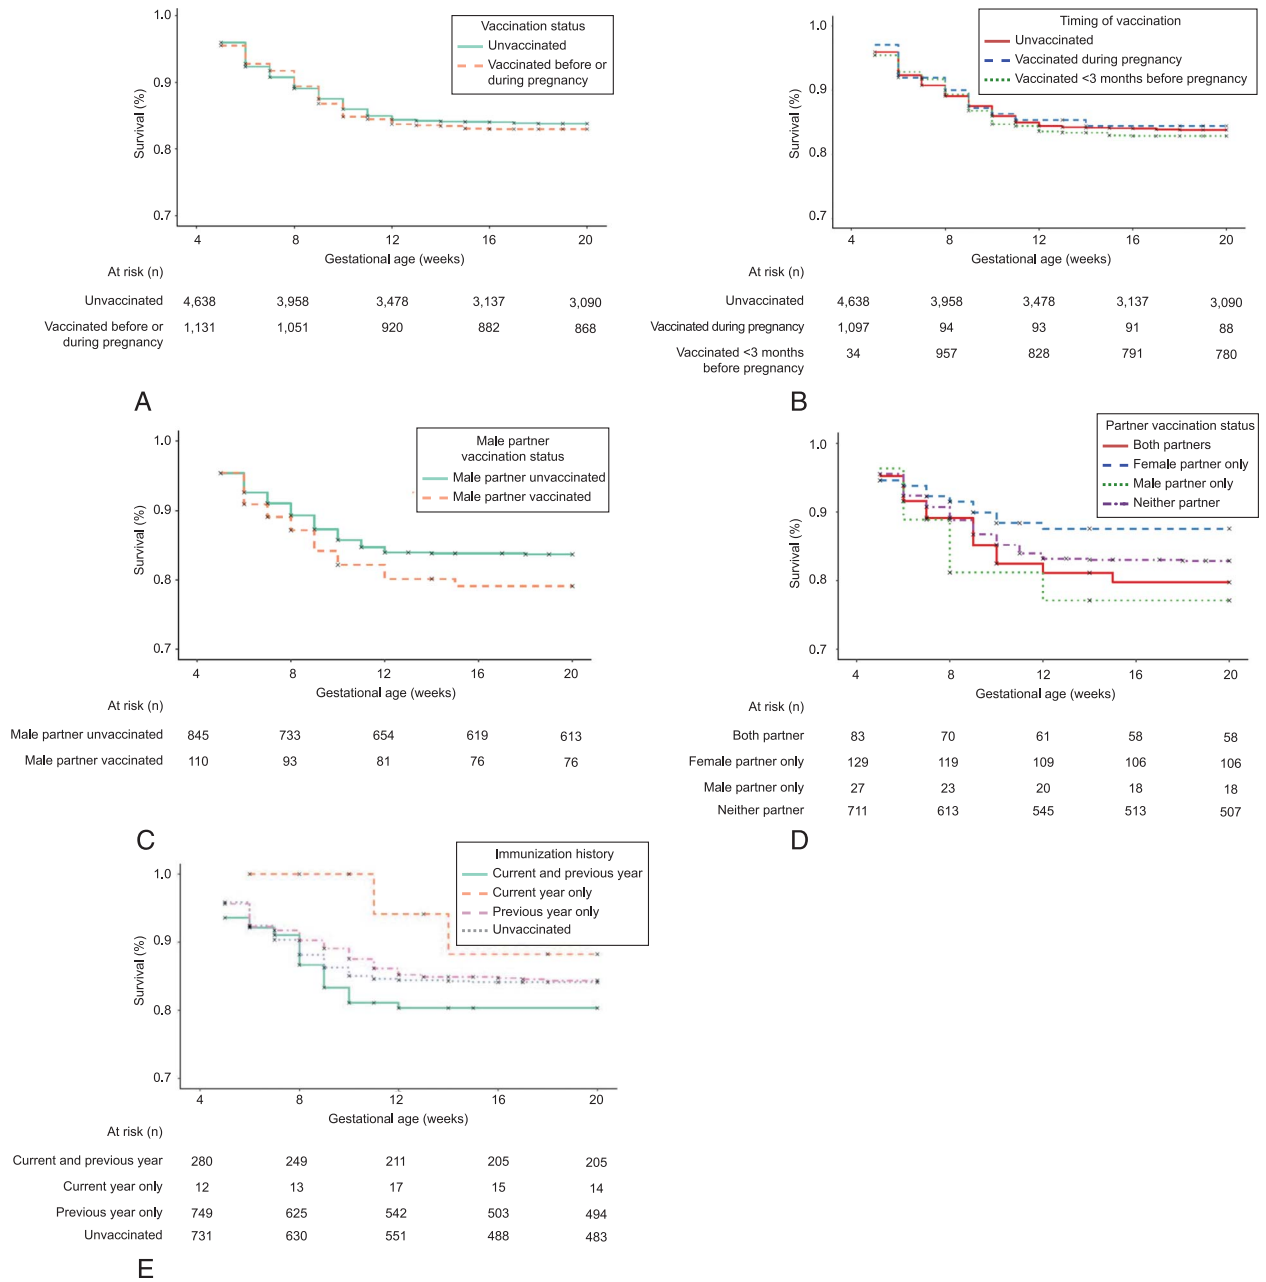 Vaccination status
Unvaccinated
Vaccinated before or
during pregnancy
1.0
0.9
0.8
0.7
Survival (%)
4 8 12 16 20
Gestational age (weeks)
At risk (n)
Unvaccinated 4,638 3,958 3,478 3,137 3,090
Vaccinated before or 1,131 1,051 920 882 868
during pregnancy
A
Timing of vaccination
Unvaccinated
Vaccinated during pregnancy
Vaccinated <3 months before pregnancy
1.0
0.9
0.8
0.7
Survival (%)
4 8 12 16 20
Gestational age (weeks)
At risk (n)
Unvaccinated 4,638 3,958 3,478 3,137 3,090
Vaccinated during pregnancy 1,097 94 93 91 88
Vaccinated <3 months 34 957 828 791 780
before pregnancy
B
Male partner
vaccination status
Male partner unvaccinated
Male partner vaccinated
1.0
0.9
0.8
0.7
Survival (%)
4 8 12 16 20
Gestational age (weeks)
At risk (n)
Male partner unvaccinated 845 733 654 619 613
Male partner vaccinated 110 93 81 76 76
C
Partner vaccination status
Both partners
Female partner only
Male partner only
Neither partner
1.0
0.9
0.8
0.7
Survival (%)
4 8 12 16 20
Gestational age (weeks)
At risk (n)
Both partner 83 70 61 58 58
Female partner only 129 119 109 106 106
Male partner only 27 23 20 18 18
Neither partner 711 613 545 513 507
D
Immunization history
Current and previous year
Current year only
Previous year only
Unvaccinated
1.0
0.9
0.8
0.7
Survival (%)
4 8 12 16 20
Gestational age (weeks)
At risk (n)
Current and previous year 280 249 211 205 205
Current year only 12 13 17 15 14
Previous year only 749 625 542 503 494
Unvaccinated 731 630 551 488 483
E